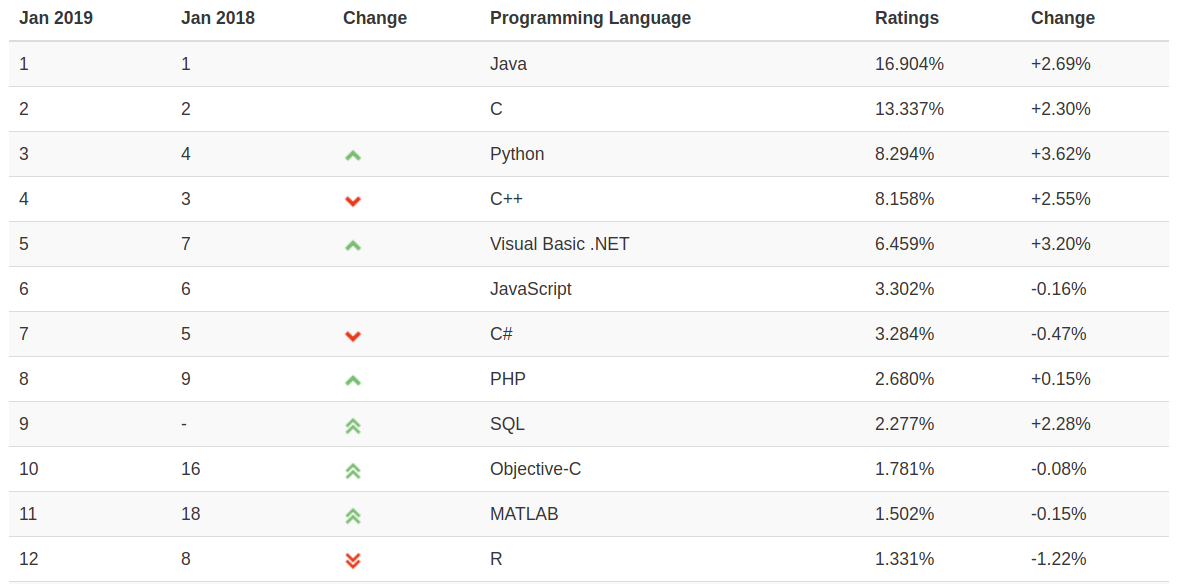 Jan 2019 Jan 2018 Change Programming Language Ratings Change
1 1 Java 16.904% +2.69%
2 2 C 13.337% +2.30%
3 4 Python 8.294% +3.62%
4 3 C++ 8.158% +2.55%
5 7 Visual Basic .NET 6.459% +3.20%
6 6 JavaScript 3.302% -0.16%
7 5 C# 3.284% -0.47%
8 9 PHP 2.680% +0.15%
9 - SQL 2.277% +2.28%
10 16 Objective-C 1.781% -0.08%
11 18 MATLAB 1.502% -0.15%
12 8 R 1.331% -1.22%